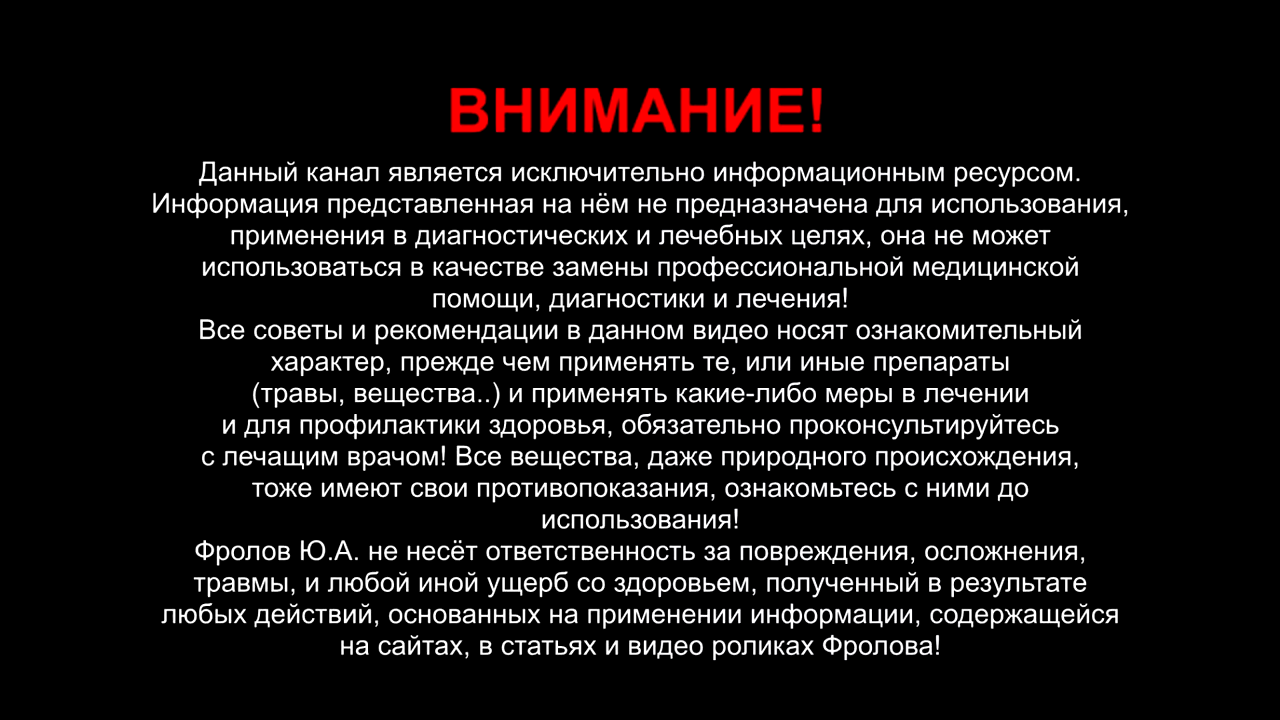 ВНИМАНИЕ!
Данный канал является исключительно информационным ресурсом.
Информация представленная на нём не предназначена для использования,
применения в диагностических и лечебных целях, она не может
использоваться в качестве замены профессиональной медицинской
помощи, диагностики и лечения!
Все советы и рекомендации в данном видео носят ознакомительный
характер, прежде чем применять те, или иные препараты
(травы, вещества..) и применять какие-либо меры в лечении
и для профилактики здоровья, обязательно проконсультируйтесь
с лечащим врачом! Все вещества, даже природного происхождения,
тоже имеют свои противопоказания, ознакомьтесь с ними до
использования!
Фролов Ю.А. не несёт ответственность за повреждения, осложнения,
травмы, и любой иной ущерб со здоровьем, полученный в результате
любых действий, основанных на применении информации, содержащейся
на сайтах, в статьях и видео роликах Фролова!